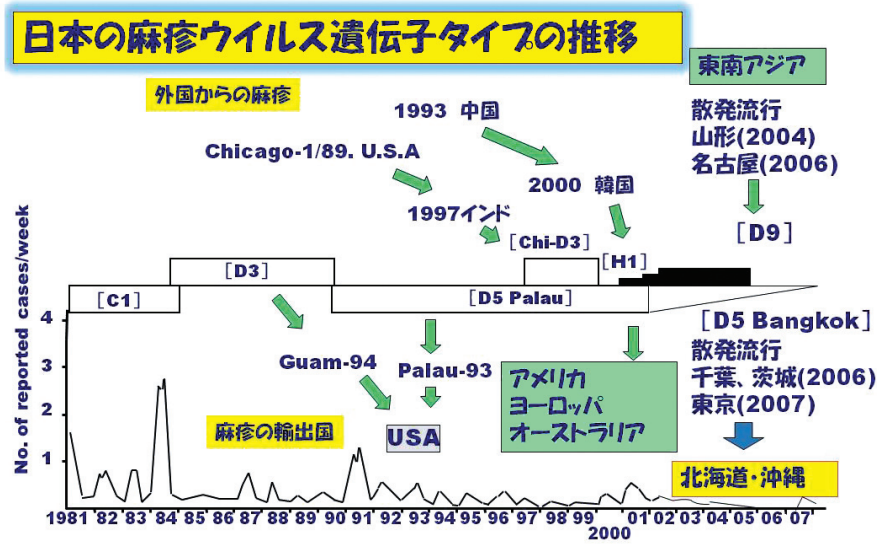 日本の麻疹ウイルス遺伝子タイプの推移
東南アジア
外国からの麻疹
1993 中国
散発流行
山形(2004)
名古屋(2006)
Chicago-1/89. U.S.A
2000 韓国
1997インド
[D9]
[Chi-D3]
[H1]
[D3]
[C1]
[D5 Palau]
[D5 Bangkok]
散発流行
千葉、茨城(2006)
東京(2007)
Guam-94
Palau-93
アメリカ
ヨーロッパ
オーストラリア
麻疹の輸出国
USA
北海道・沖縄
No. of reported cases/week
4
3
2
1
1981 82 83 84 85 86 87 88 89 90 91 92 93 94 95 96 97 98 99 2000 01 02 03 04 05 06 07